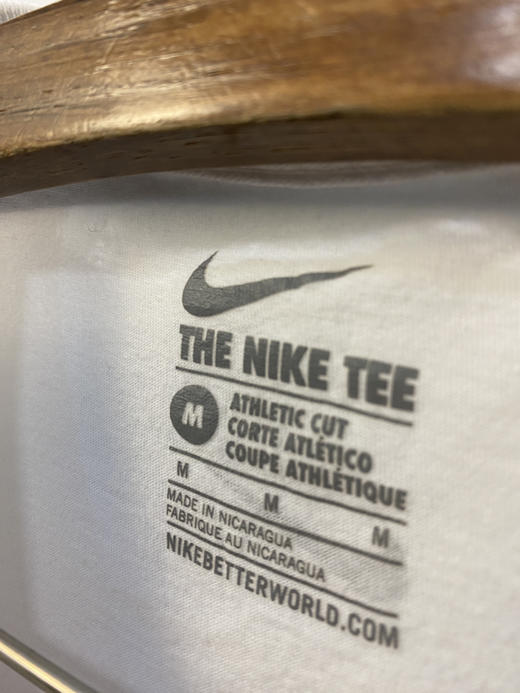 THE NIKE TEE
M
ATHLETIC CUT
CORTE ATLÉTICO
COUPE ATHLÉTIQUE
M M M
MADE IN NICARAGUA
FABRIQUE AU NICARAGUA
NIKEBETTERWORLD.COM